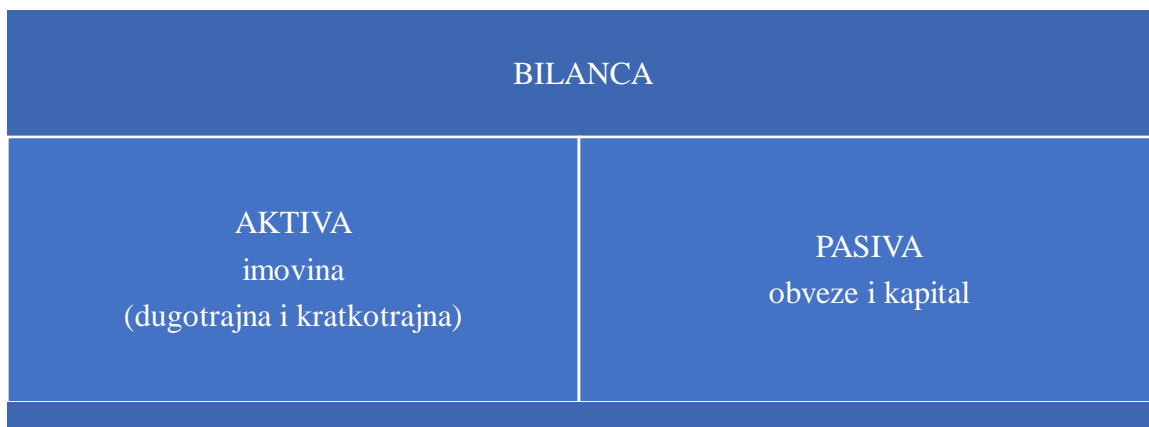 BILANCA
AKTIVA
imovina
(dugotrajna i kratkotrajna)
PASIVA
obveze i kapital